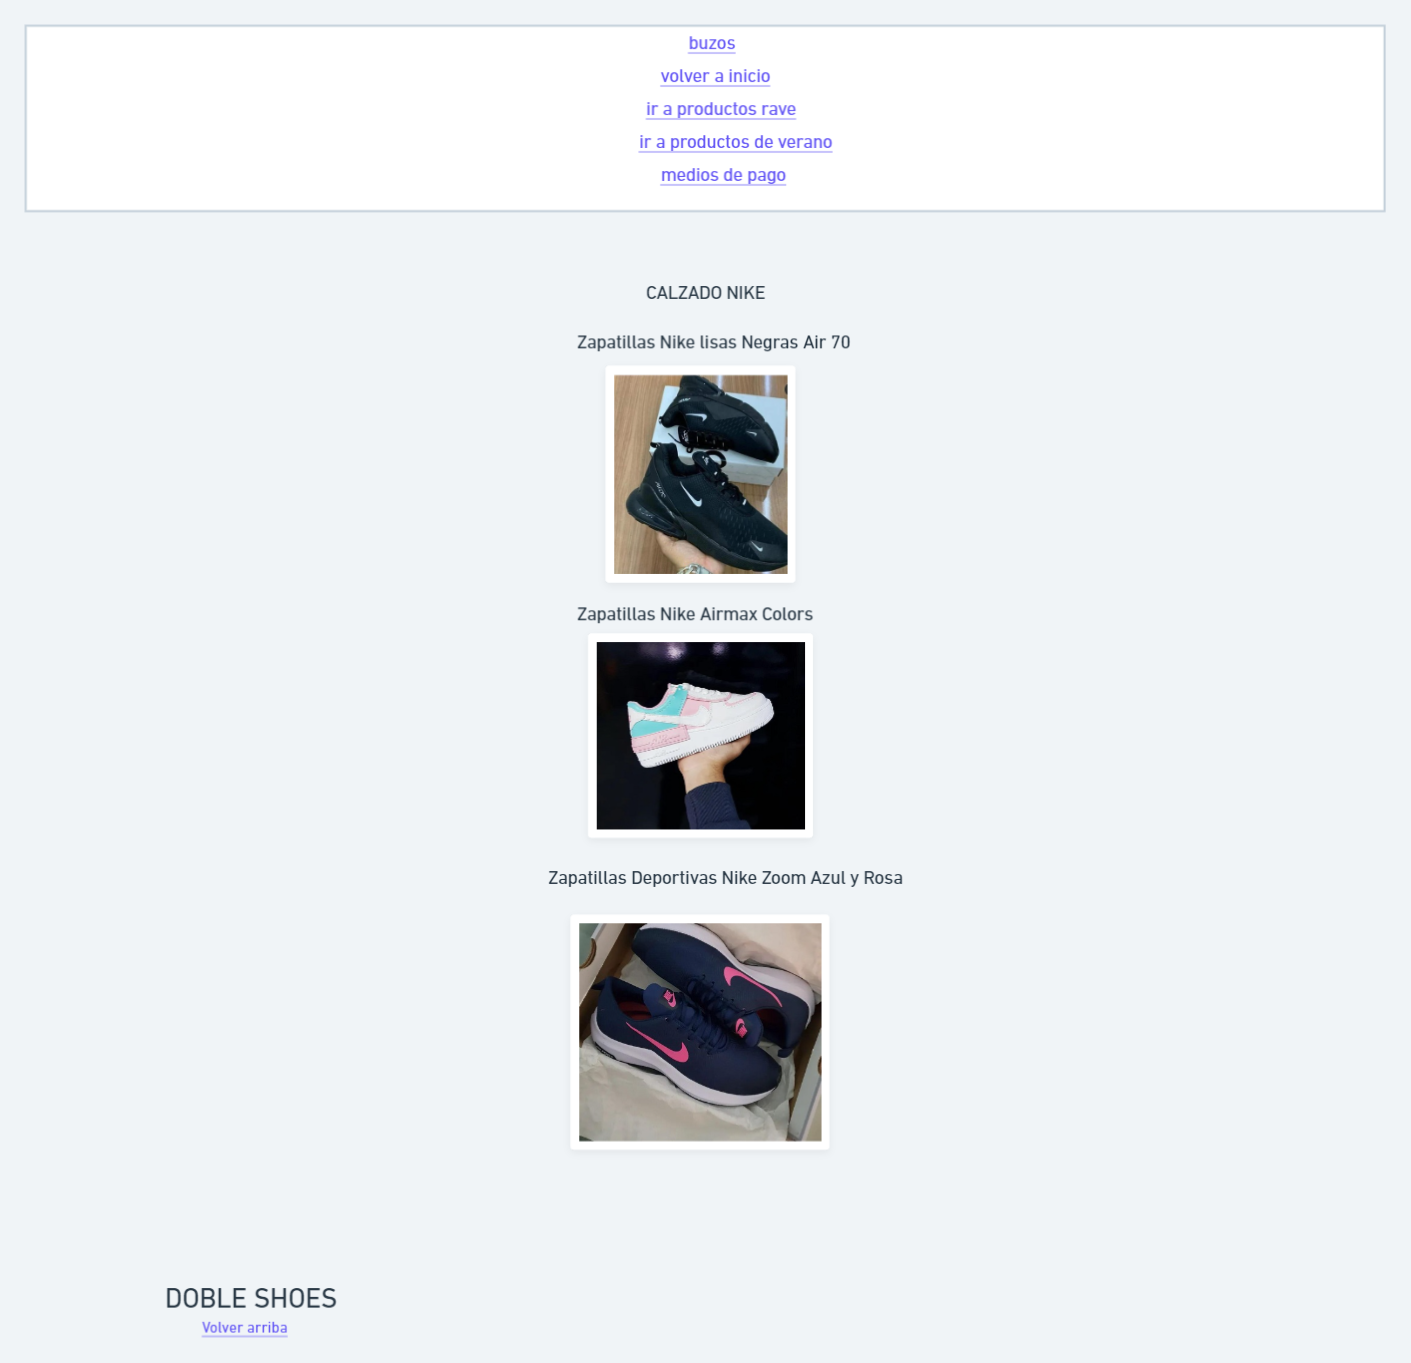 buzos
volver a inicio
ir a productos rave
ir a productos de verano
medios de pago
CALZADO NIKE
Zapatillas Nike lisas Negras Air 70
Zapatillas Nike Airmax Colors
Zapatillas Deportivas Nike Zoom Azul y Rosa
DOBLE SHOES
Volver arriba